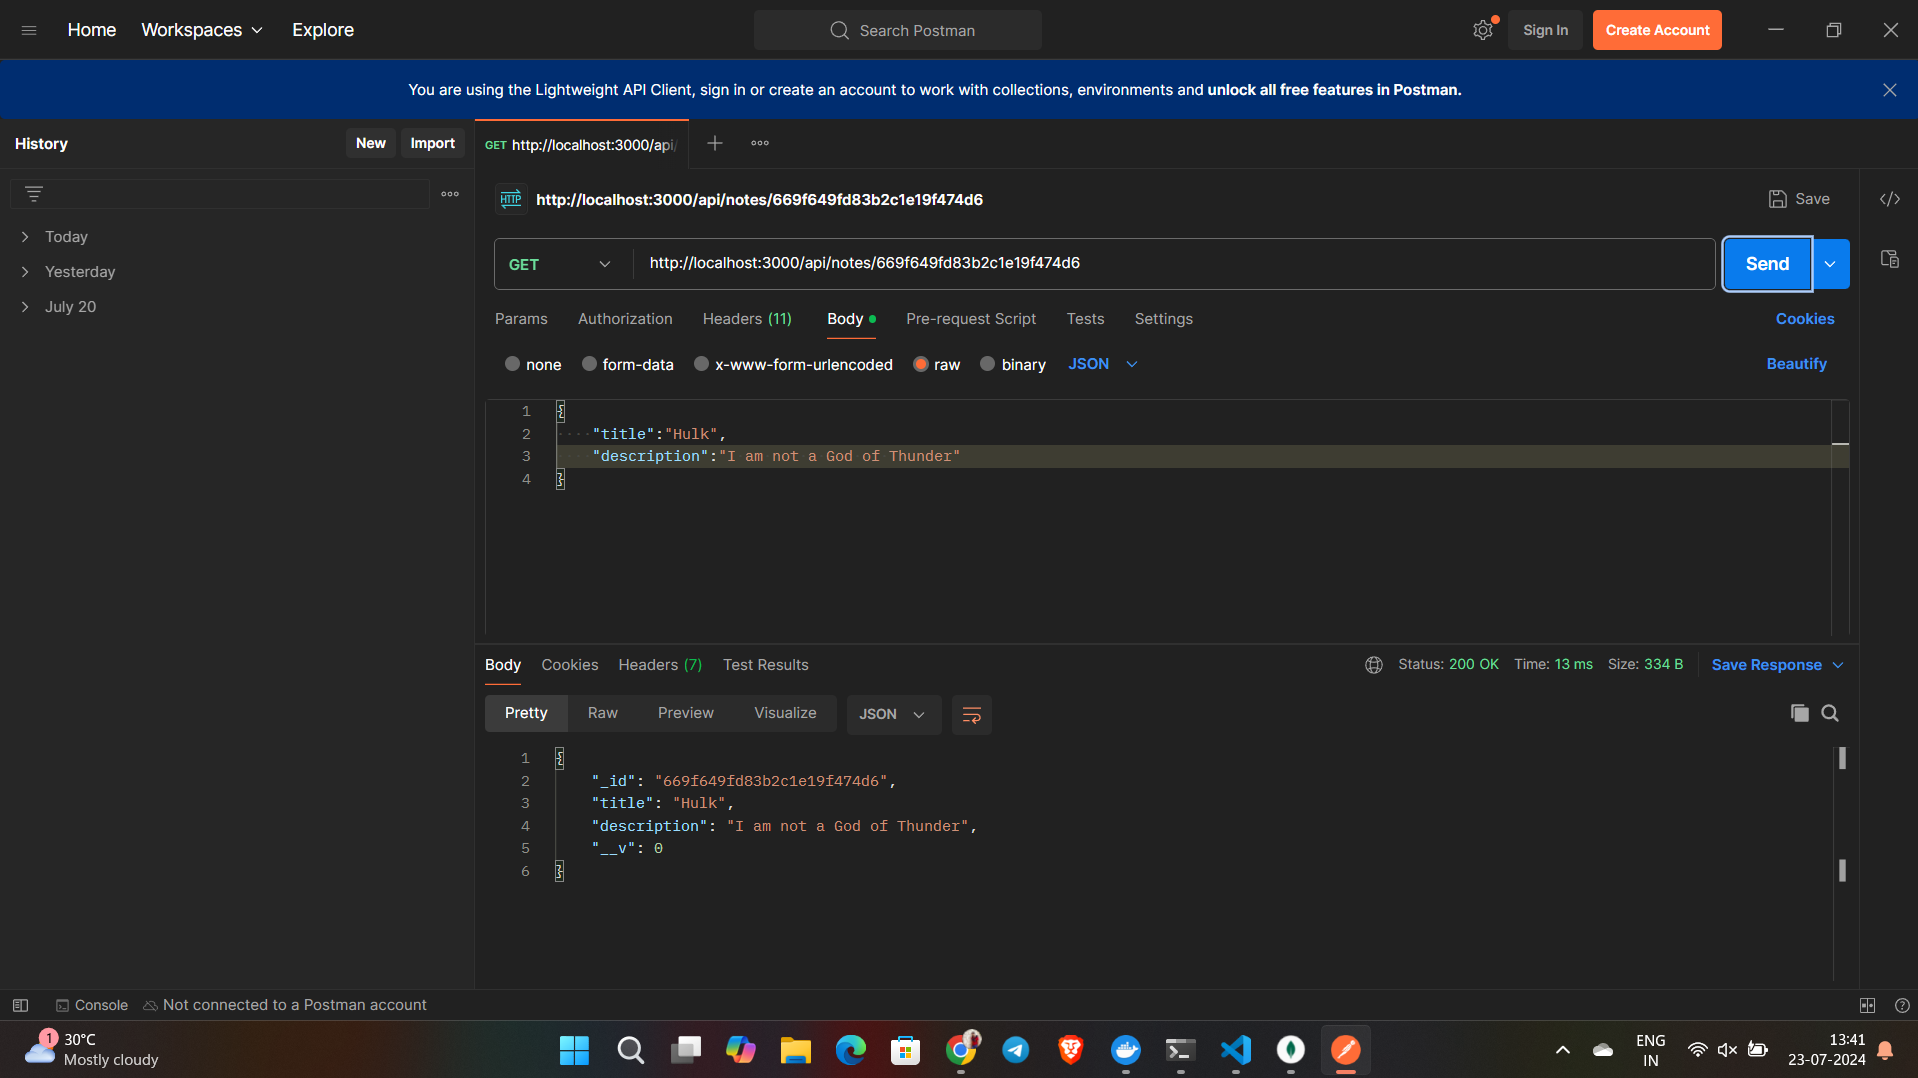 Home Workspaces Explore Search Postman Sign In Create Account
You are using the Lightweight API Client, sign in or create an account to work with collections, environments and unlock all free features in Postman.
History New Import GET http://localhost:3000/api/
HTTP http://localhost:3000/api/notes/669f649fd83b2c1e19f474d6 Save
Today
Yesterday
July 20
GET http://localhost:3000/api/notes/669f649fd83b2c1e19f474d6 Send
Params Authorization Headers (11) Body Pre-request Script Tests Settings Cookies
none form-data x-www-form-urlencoded raw binary JSON Beautify
1 {
2 "title":"Hulk",
3 "description":"I am not a God of Thunder"
4 }
Body Cookies Headers (7) Test Results Status: 200 OK Time: 13 ms Size: 334 B Save Response
Pretty Raw Preview Visualize JSON
1 {
2 "_id": "669f649fd83b2c1e19f474d6",
3 "title": "Hulk",
4 "description": "I am not a God of Thunder",
5 "__v": 0
6 }
Console Not connected to a Postman account
1 30°C
Mostly cloudy
ENG
IN
13:41
23-07-2024